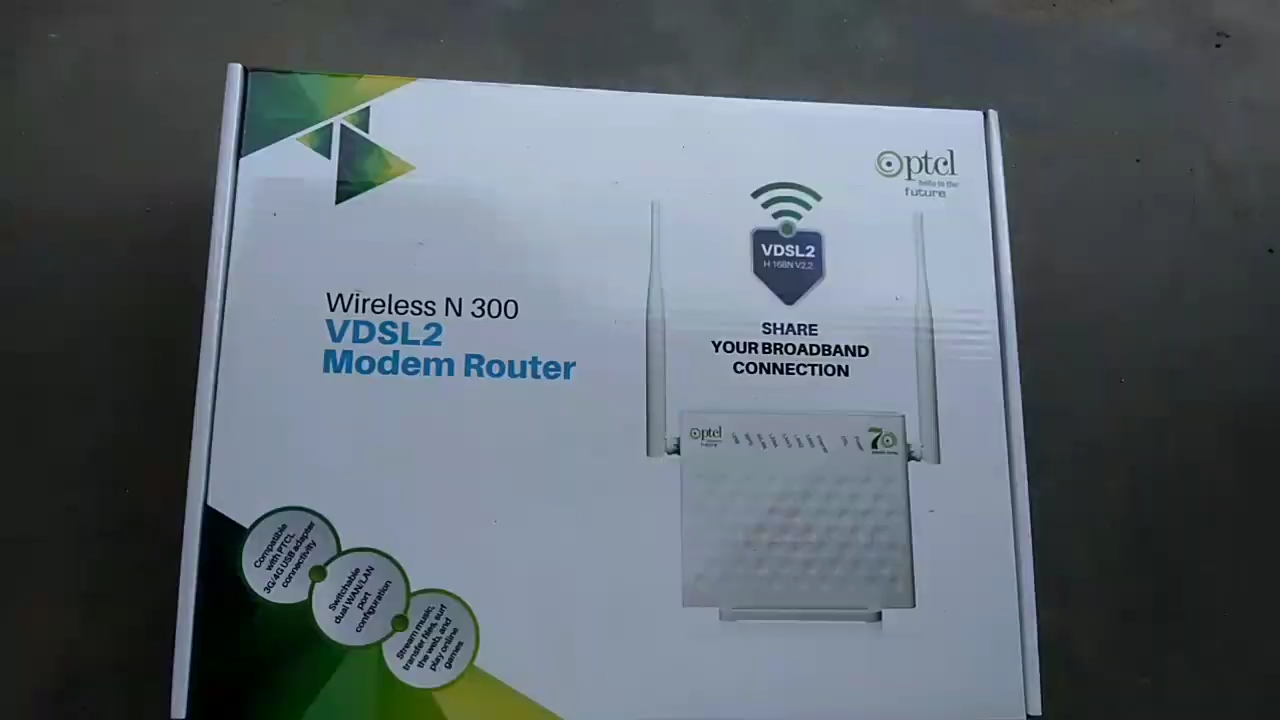 ptcl
hello to the
future
VDSL2
H 168N V2.2
Wireless N 300
VDSL2
Modem Router
SHARE
YOUR BROADBAND
CONNECTION
ptcl
70
Compatible
with PTCL
3G/4G USB adapter
connectivity
Switchable
dual WAN/LAN
port
configuration
Stream music,
transfer files, surf
the web, and
play online
games